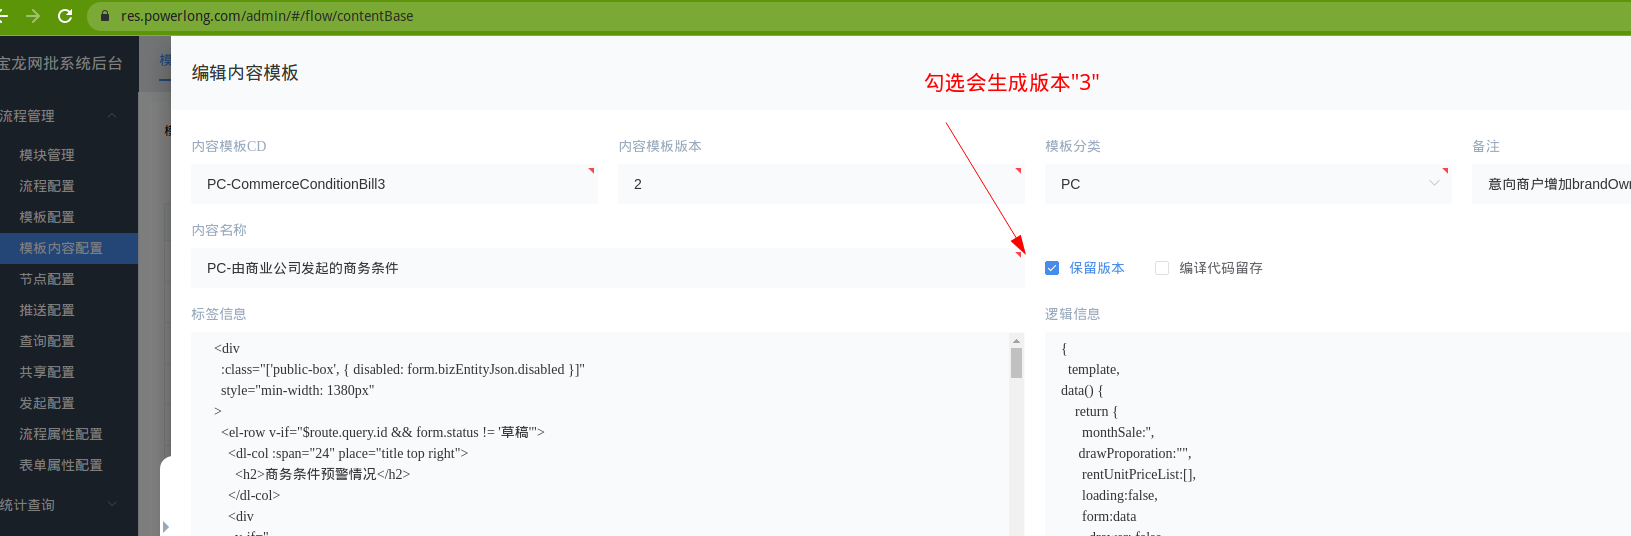 res.powerlong.com/admin/#/flow/contentBase
宝龙网批系统后台
模
编辑内容模板
勾选会生成版本"3"
流程管理
模块管理
流程配置
模板配置
模板内容配置
节点配置
推送配置
查询配置
共享配置
发起配置
流程属性配置
表单属性配置
统计查询
内容模板CD
内容模板版本
模板分类
备注
PC-CommerceConditionBill3
2
PC
意向商户增加brandOwn
内容名称
PC-由商业公司发起的商务条件
保留版本
编译代码留存
标签信息
<div
:class="['public-box', { disabled: form.bizEntityJson.disabled }]"
style="min-width: 1380px"
>
<el-row v-if="$route.query.id && form.status != '草稿'">
<dl-col :span="24" place="title top right">
<h2>商务条件预警情况</h2>
</dl-col>
<div
v-if="
逻辑信息
{
template,
data() {
return {
monthSale:'',
drawProporation:"",
rentUnitPriceList:[],
loading:false,
form:data
drawer: false